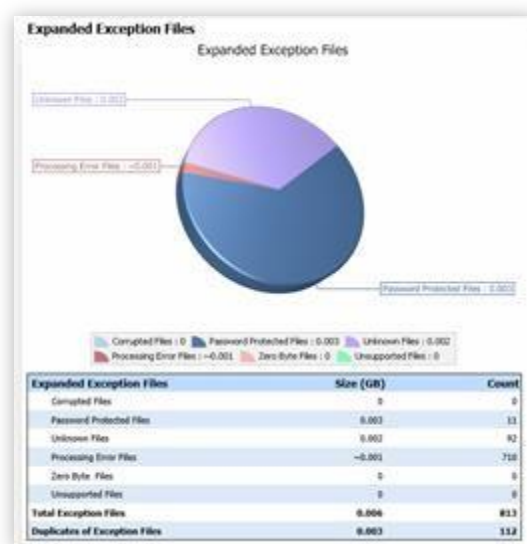 Expanded Exception Files
Expanded Exception Files
Unknown Files : 0.002
Processing Error Files : ~0.001
Password Protected Files : 0.003
Corrupted Files : 0 Password Protected Files : 0.003 Unknown Files : 0.002
Processing Error Files : ~0.001 Zero Byte Files : 0 Unsupported Files : 0
Expanded Exception Files Size (GB) Count
Corrupted Files 0 0
Password Protected Files 0.003 11
Unknown Files 0.002 92
Processing Error Files ~0.001 710
Zero Byte Files 0 0
Unsupported Files 0 0
Total Exception Files 0.006 813
Duplicates of Exception Files 0.003 112